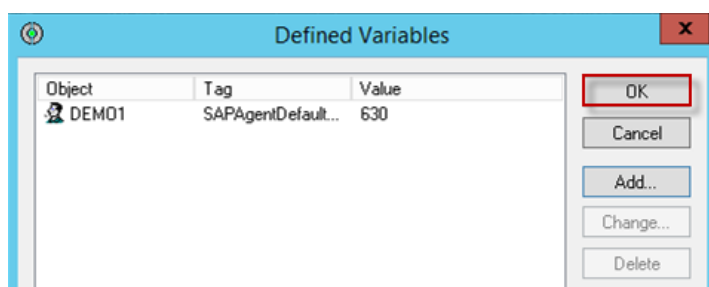 Defined Variables
x
Object Tag Value
DEMO1 SAPAgentDefault... 630
OK
Cancel
Add...
Change...
Delete